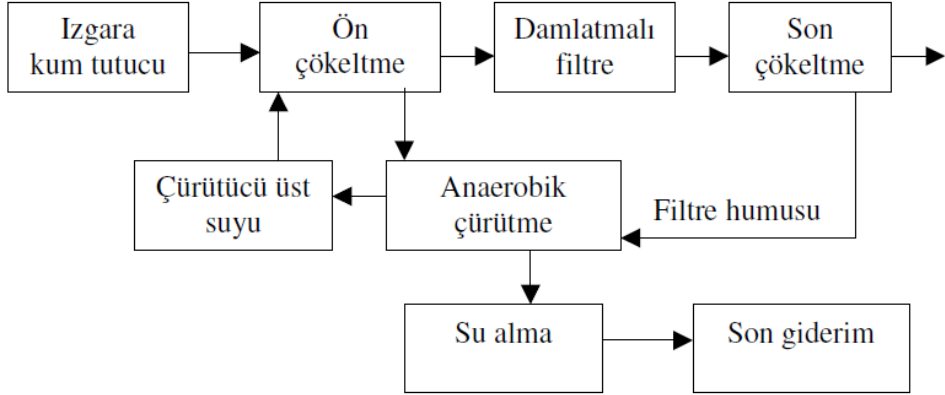 Izgara
kum tutucu
Ön
çökeltme
Damlatmalı
filtre
Son
çökeltme
Çürütücü üst
suyu
Anaerobik
çürütme
Filtre humusu
Su alma
Son giderim